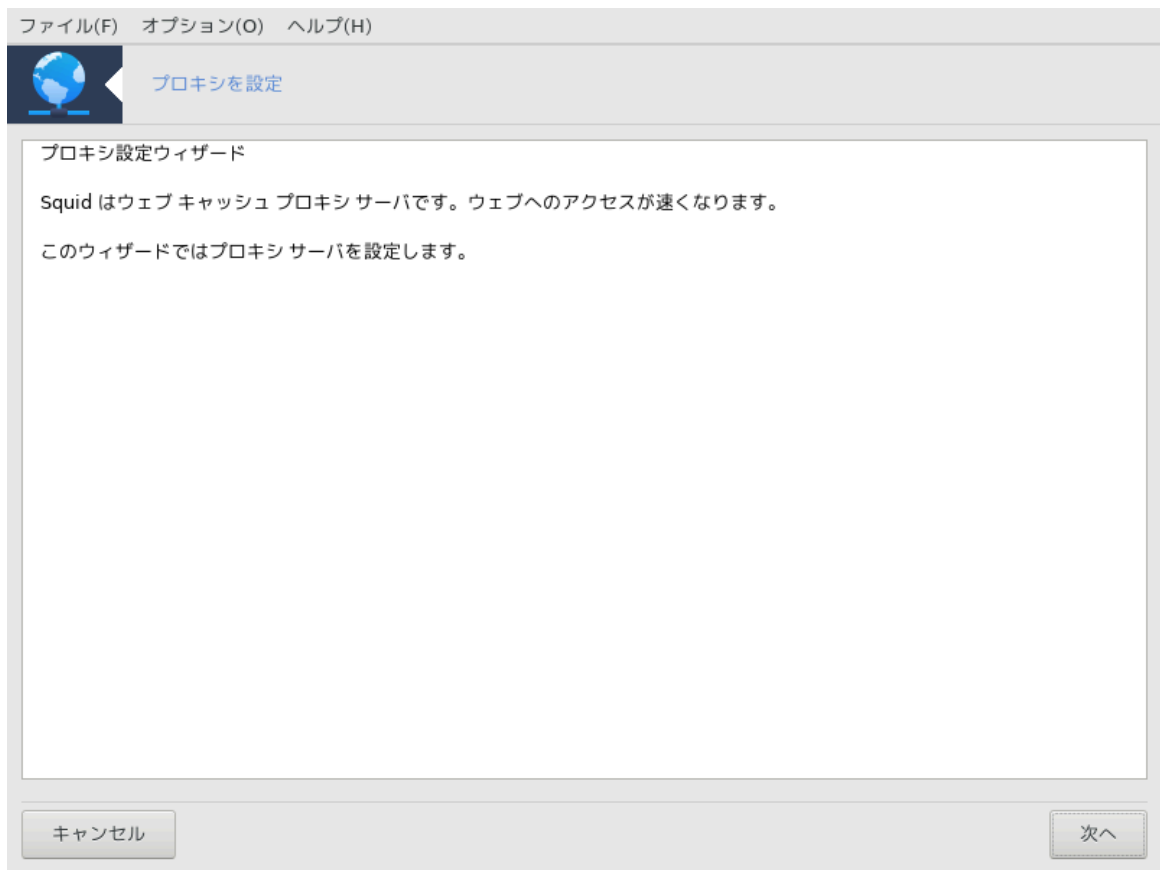 ファイル(F) オプション(O) ヘルプ(H)
プロキシを設定
プロキシ設定ウィザード
Squid はウェブ キャッシュ プロキシ サーバです。ウェブへのアクセスが速くなります。
このウィザードではプロキシ サーバを設定します。
キャンセル 次へ